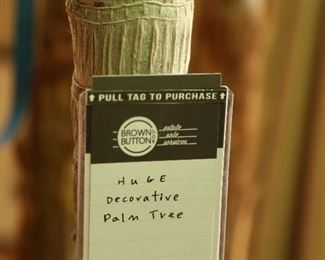 ↑ PULL TAG TO PURCHASE ↑
BROWN
BUTTON
estate
sale
services
HUGE
Decorative
Palm Tree